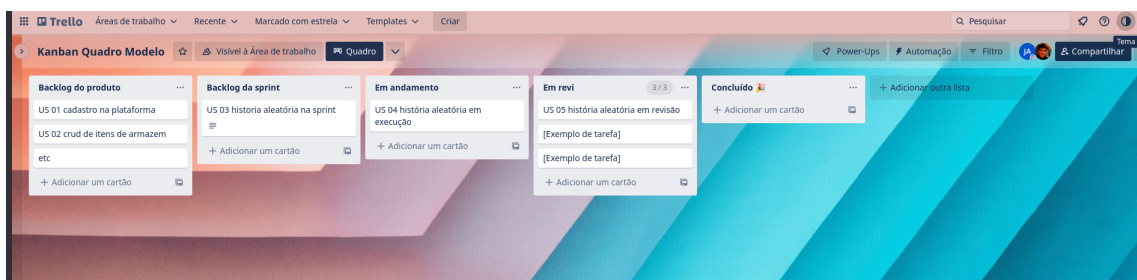 Trello Áreas de trabalho Recente Marcado com estrela Templates Criar Pesquisar
Tema
Kanban Quadro Modelo Visível à Área de trabalho Quadro Power-Ups Automação Filtro JA Compartilhar
Backlog do produto
US 01 cadastro na plataforma
US 02 crud de itens de armazem
etc
+ Adicionar um cartão
Backlog da sprint
US 03 historia aleatória na sprint
+ Adicionar um cartão
Em andamento
US 04 história aleatória em
execução
+ Adicionar um cartão
Em revi 3/3
US 05 história aleatória em revisão
[Exemplo de tarefa]
[Exemplo de tarefa]
+ Adicionar um cartão
Concluído 🎉
+ Adicionar um cartão
+ Adicionar outra lista